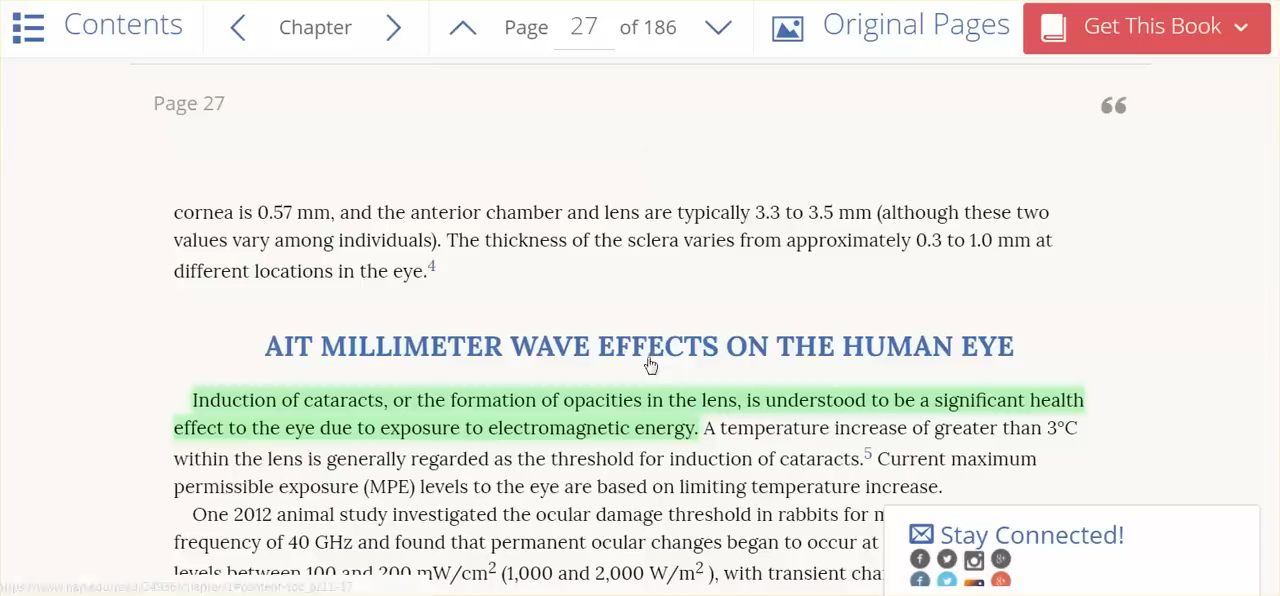 Contents Chapter Page 27 of 186 Original Pages Get This Book
Page 27
cornea is 0.57 mm, and the anterior chamber and lens are typically 3.3 to 3.5 mm (although these two
values vary among individuals). The thickness of the sclera varies from approximately 0.3 to 1.0 mm at
different locations in the eye.4
AIT MILLIMETER WAVE EFFECTS ON THE HUMAN EYE
Induction of cataracts, or the formation of opacities in the lens, is understood to be a significant health
effect to the eye due to exposure to electromagnetic energy. A temperature increase of greater than 3°C
within the lens is generally regarded as the threshold for induction of cataracts.5 Current maximum
permissible exposure (MPE) levels to the eye are based on limiting temperature increase.
One 2012 animal study investigated the ocular damage threshold in rabbits for
frequency of 40 GHz and found that permanent ocular changes began to occur at
levels between 100 and 200 mW/cm2 (1,000 and 2,000 W/m2), with transient
Stay Connected!